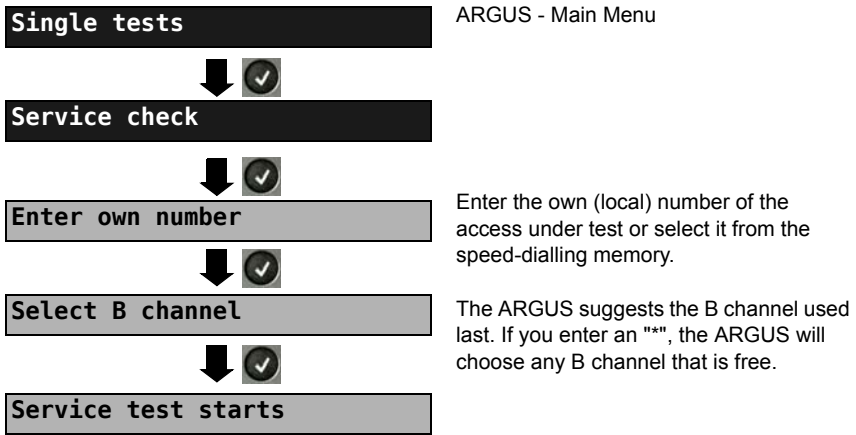 Single tests
ARGUS - Main Menu
Service check
Enter own number
Enter the own (local) number of the
access under test or select it from the
speed-dialling memory.
Select B channel
The ARGUS suggests the B channel used
last. If you enter an "*", the ARGUS will
choose any B channel that is free.
Service test starts